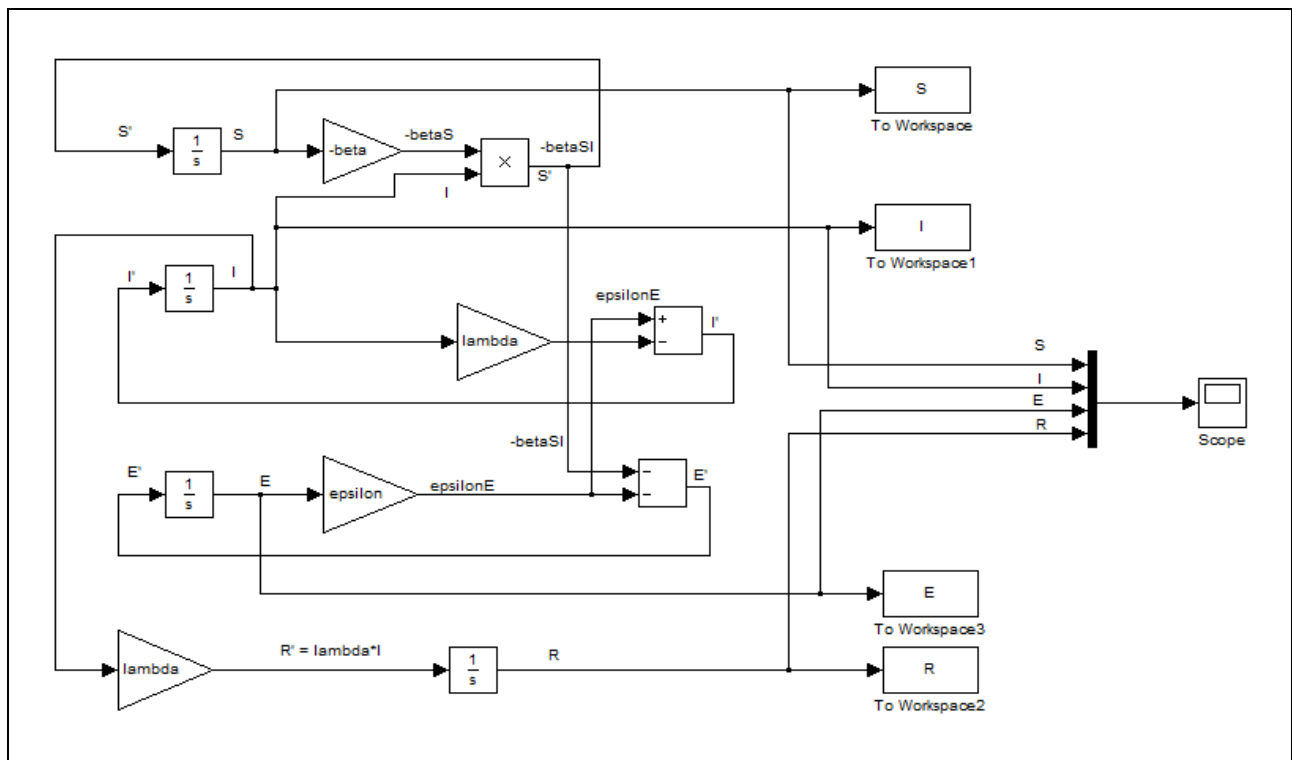 S
To Workspace
S'
1
s
S
-beta
-betaS
×
-betaSI
S'
I
I
To Workspace1
I'
1
s
I
lambda
epsilonE
+
−
I'
S
I
E
R
Scope
-betaSI
E'
1
s
E
epsilon
epsilonE
−
−
E'
E
To Workspace3
lambda
R' = lambda*I
1
s
R
R
To Workspace2